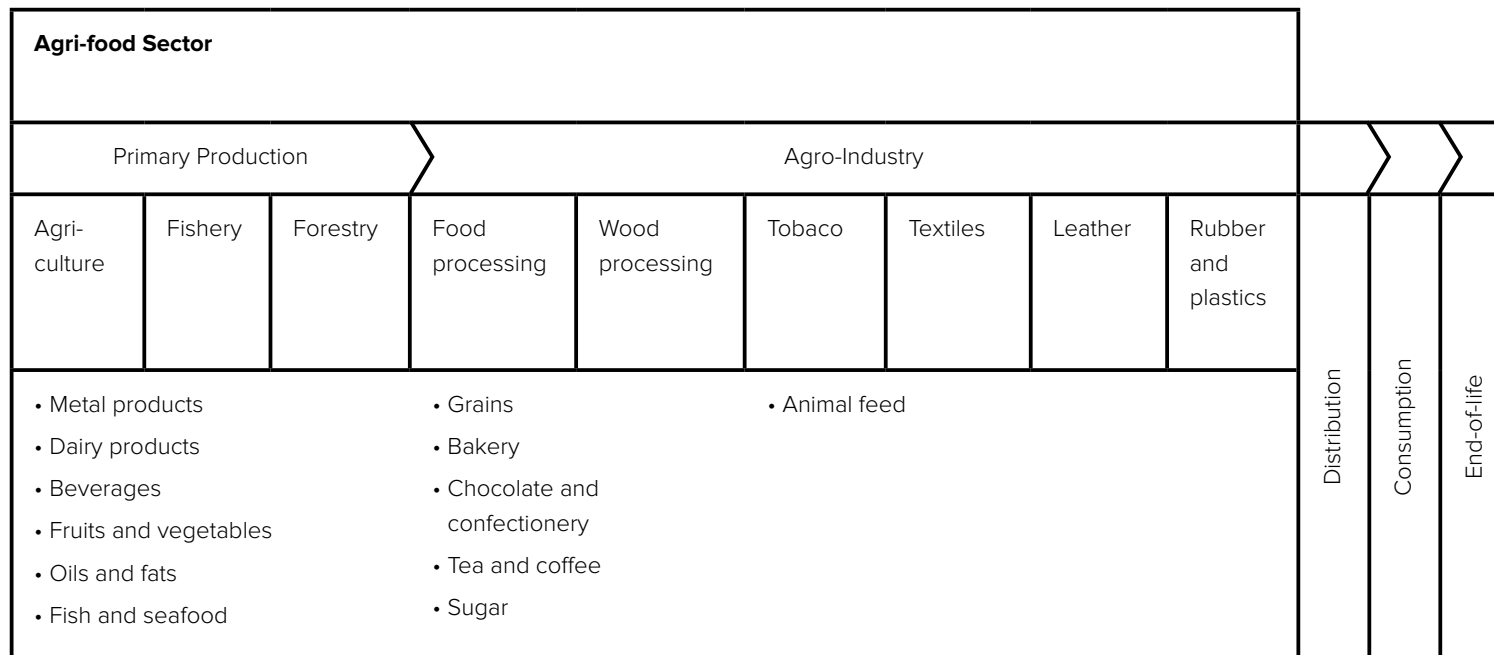 Agri-food Sector
Primary Production
Agro-Industry
Agri-
culture
Fishery
Forestry
Food
processing
Wood
processing
Tobaco
Textiles
Leather
Rubber
and
plastics
• Metal products
• Dairy products
• Beverages
• Fruits and vegetables
• Oils and fats
• Fish and seafood
• Grains
• Bakery
• Chocolate and
confectionery
• Tea and coffee
• Sugar
• Animal feed
Distribution
Consumption
End-of-life